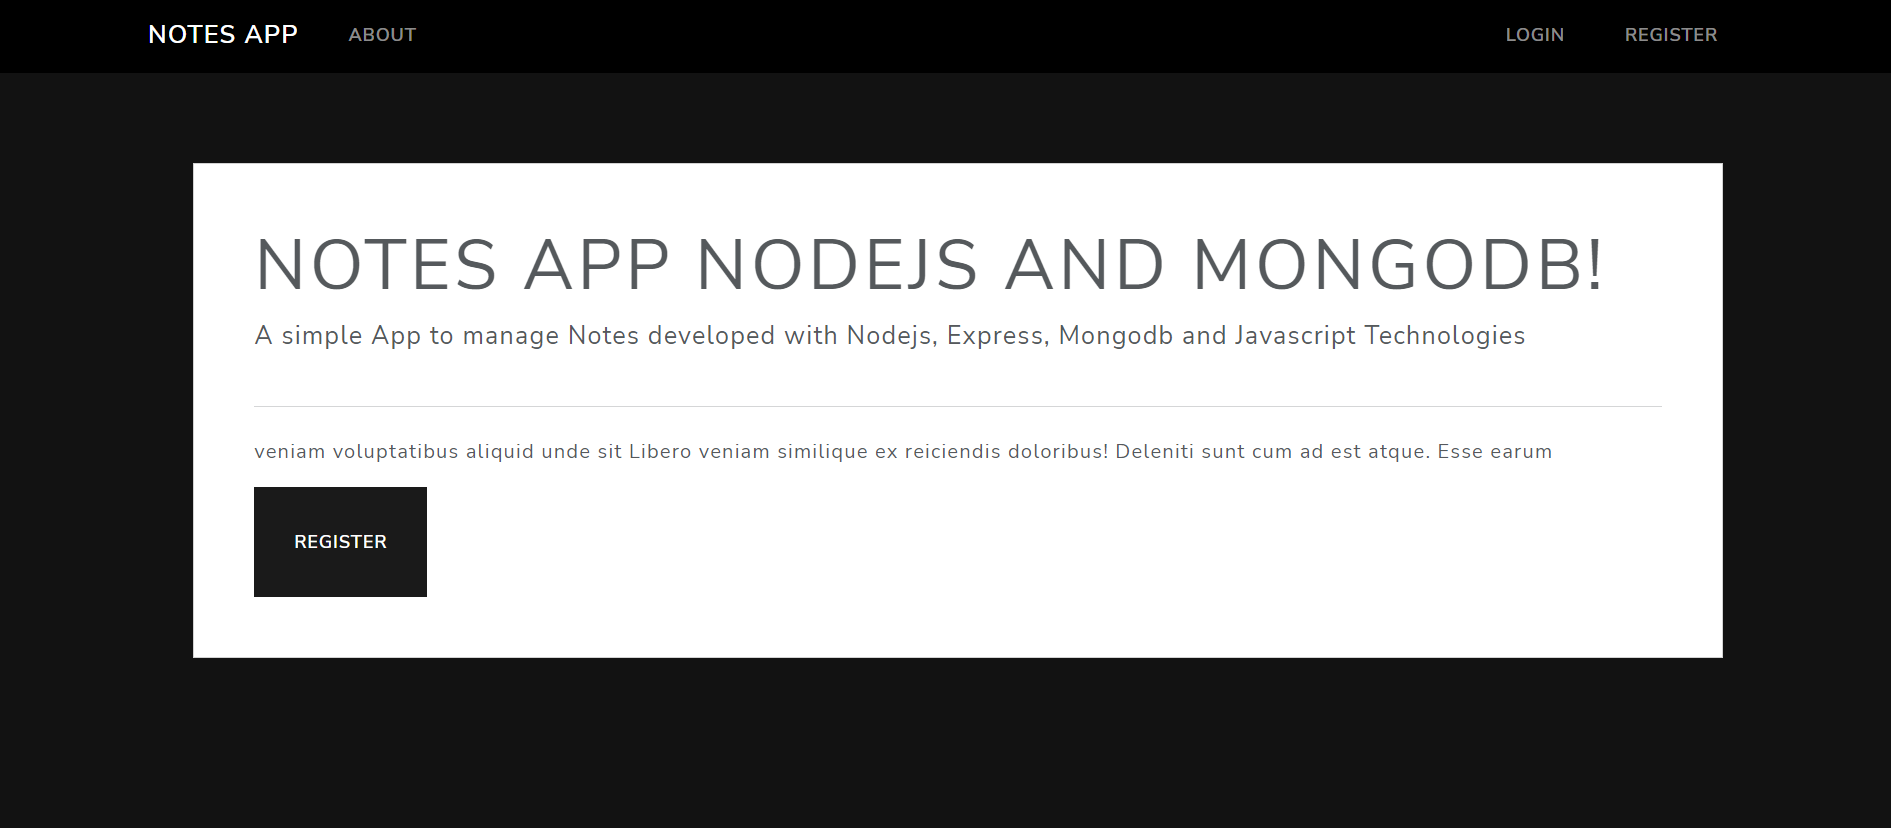 NOTES APP ABOUT LOGIN REGISTER
NOTES APP NODEJS AND MONGODB!
A simple App to manage Notes developed with Nodejs, Express, Mongodb and Javascript Technologies
veniam voluptatibus aliquid unde sit Libero veniam similique ex reiciendis doloribus! Deleniti sunt cum ad est atque. Esse earum
REGISTER